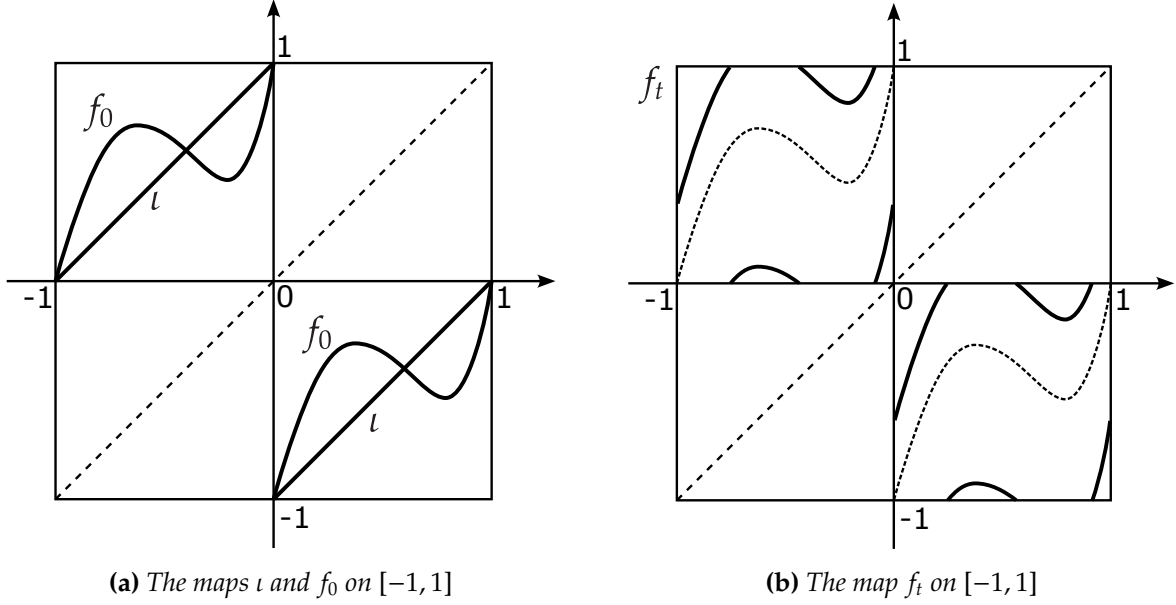 1
f₀
ι
-1
0
1
f₀
ι
-1
(a) The maps ι and f₀ on [−1, 1]
1
fₜ
-1
0
1
-1
(b) The map fₜ on [−1, 1]